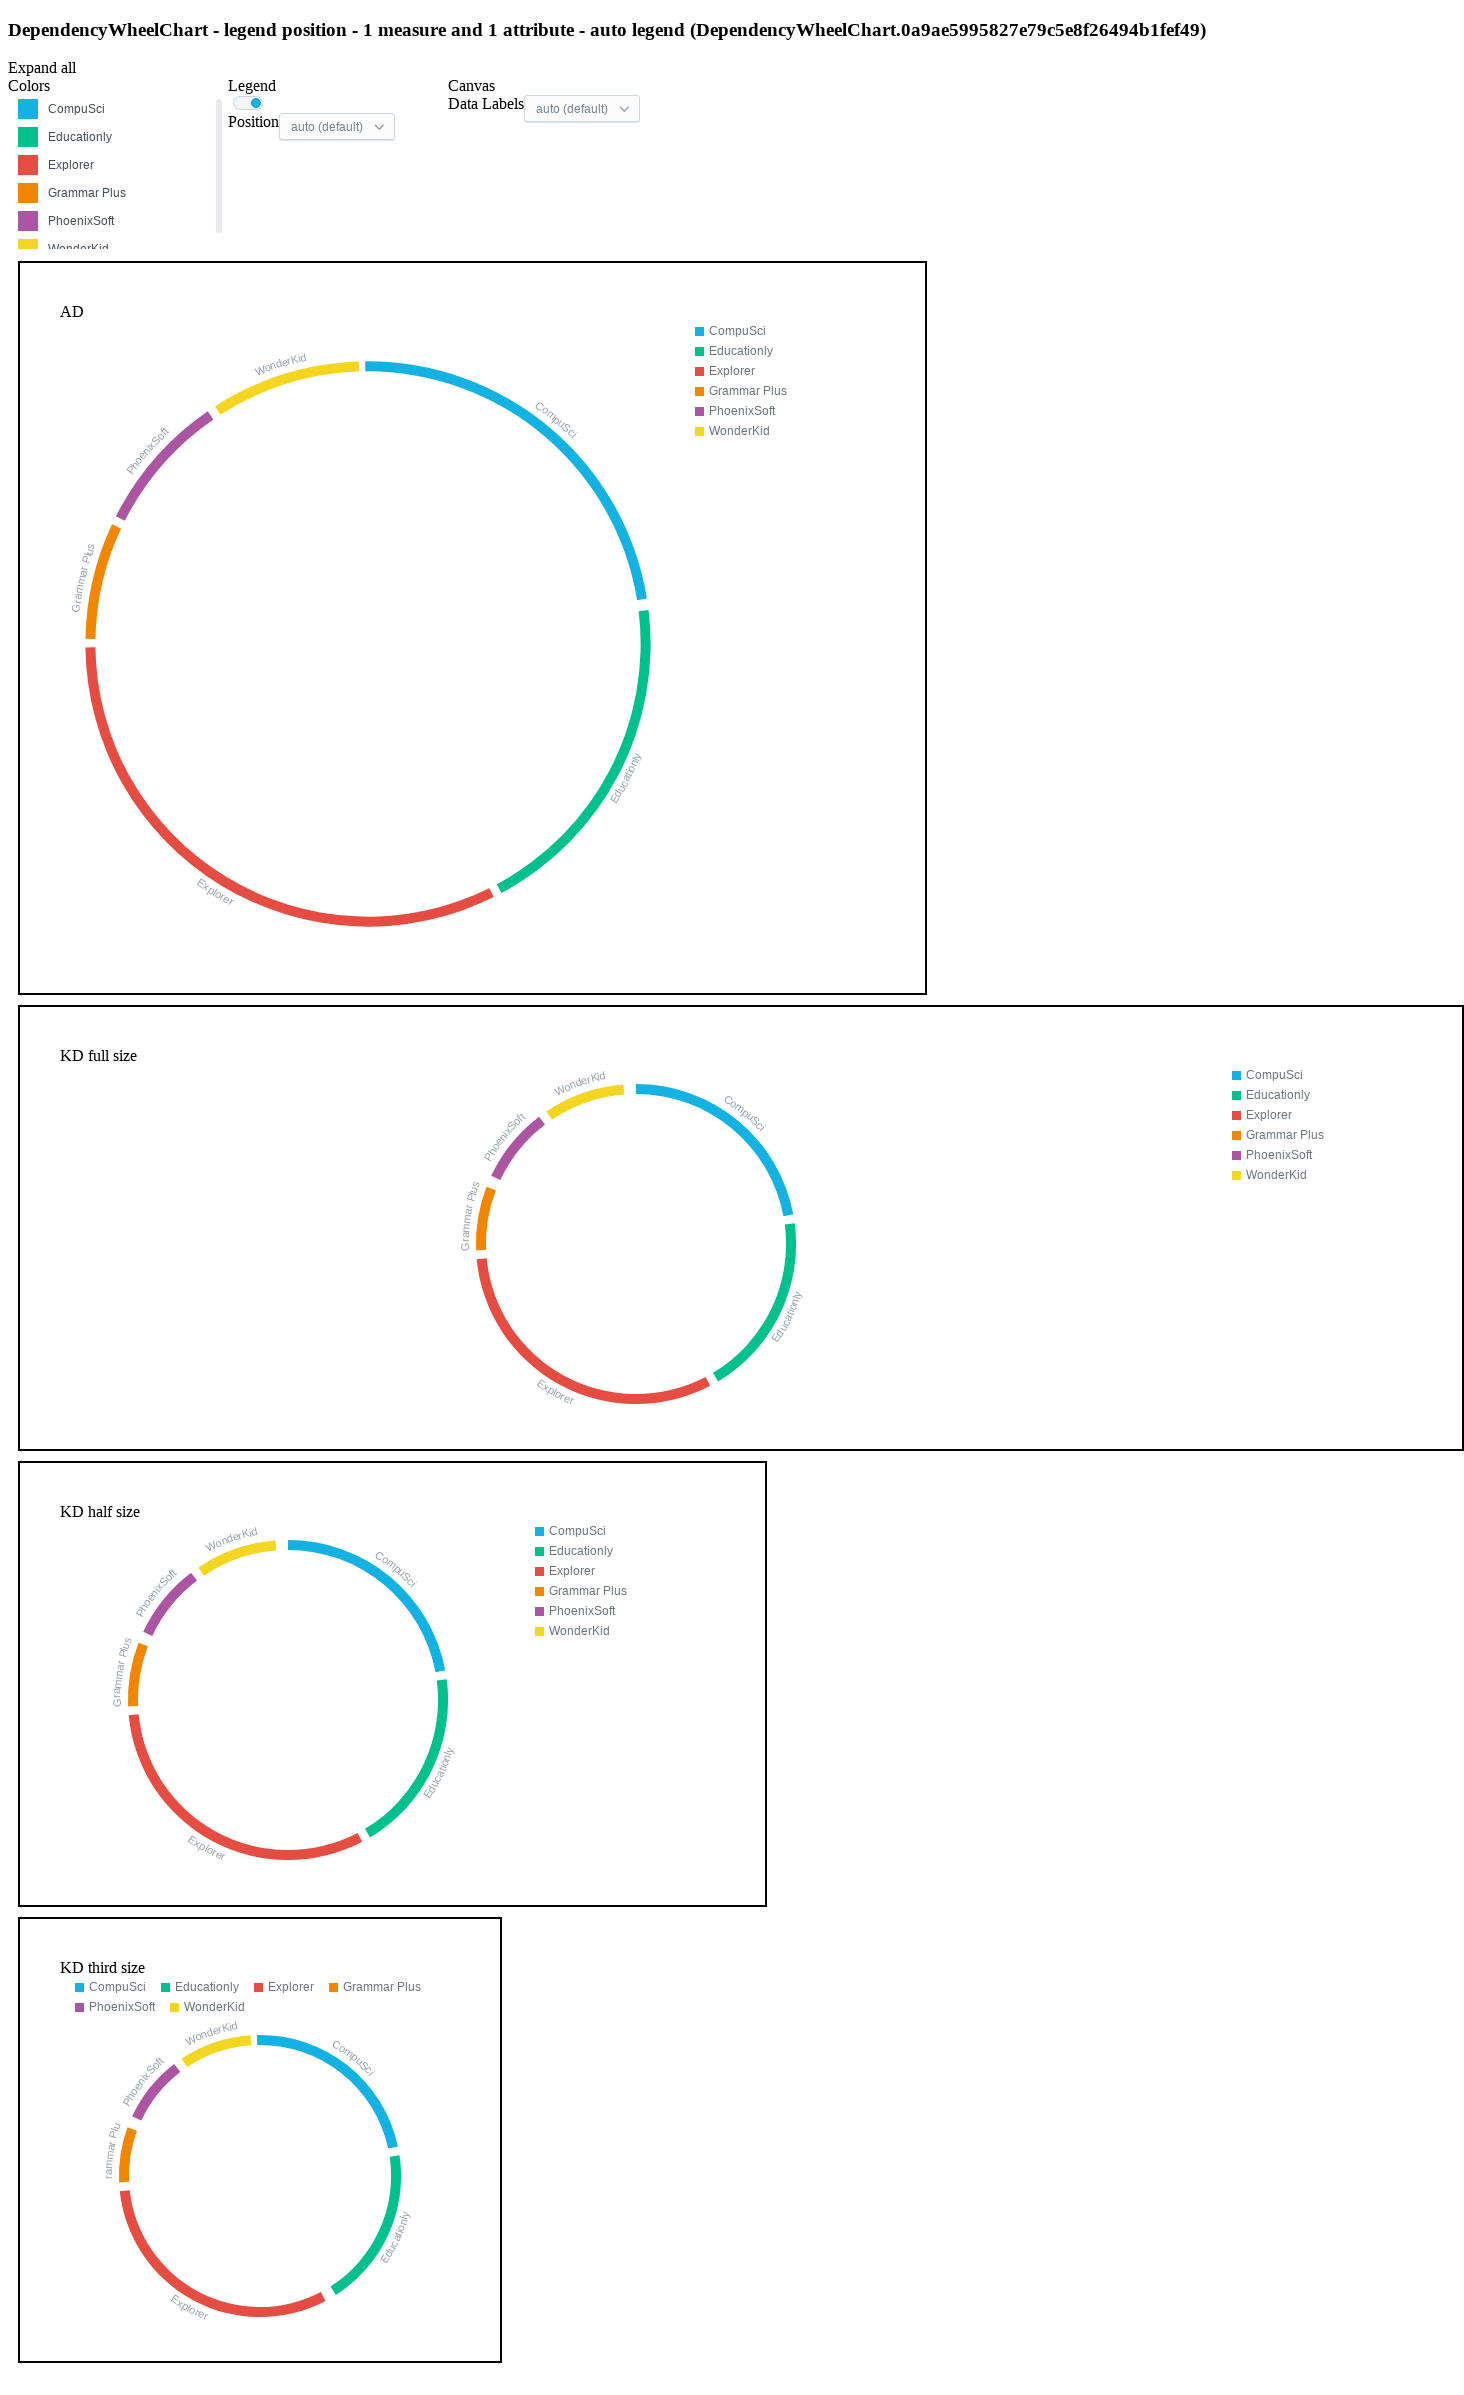 DependencyWheelChart - legend position - 1 measure and 1 attribute - auto legend (DependencyWheelChart.0a9ae5995827e79c5e8f26494b1fef49)
Expand all
Colors
CompuSci
Educationly
Explorer
Grammar Plus
PhoenixSoft
WonderKid
Legend
Position auto (default)
Canvas
Data Labels auto (default)
AD
WonderKid
CompuSci
PhoenixSoft
Grammar Plus
Educationly
Explorer
CompuSci
Educationly
Explorer
Grammar Plus
PhoenixSoft
WonderKid
KD full size
WonderKid
CompuSci
PhoenixSoft
Grammar Plus
Educationly
Explorer
CompuSci
Educationly
Explorer
Grammar Plus
PhoenixSoft
WonderKid
KD half size
WonderKid
CompuSci
PhoenixSoft
Grammar Plus
Educationly
Explorer
CompuSci
Educationly
Explorer
Grammar Plus
PhoenixSoft
WonderKid
KD third size
CompuSci Educationly Explorer Grammar Plus
PhoenixSoft WonderKid
WonderKid
CompuSci
PhoenixSoft
rammar Plu
Educationly
Explorer